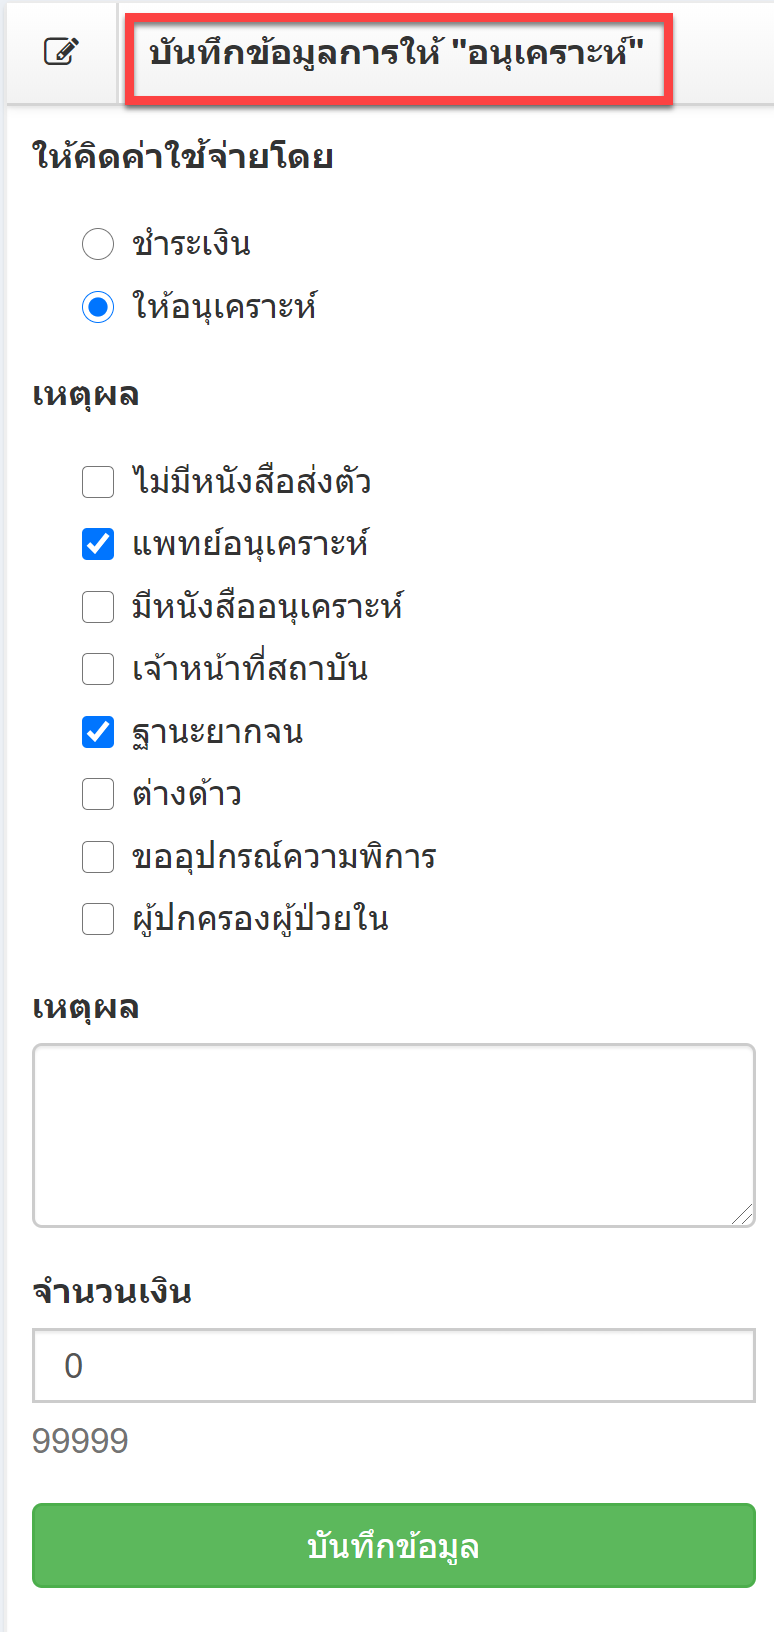 บันทึกข้อมูลการให้ "อนุเคราะห์"
ให้คิดค่าใช้จ่ายโดย
ชำระเงิน
ให้อนุเคราะห์
เหตุผล
ไม่มีหนังสือส่งตัว
แพทย์อนุเคราะห์
มีหนังสืออนุเคราะห์
เจ้าหน้าที่สถาบัน
ฐานะยากจน
ต่างด้าว
ขออุปกรณ์ความพิการ
ผู้ปกครองผู้ป่วยใน
เหตุผล
จำนวนเงิน
0
99999
บันทึกข้อมูล